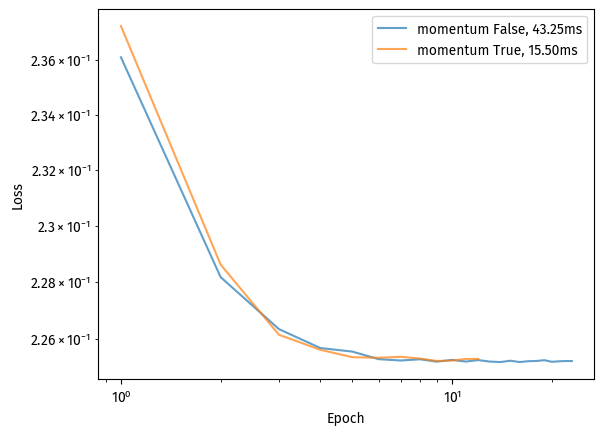 momentum False, 43.25ms
momentum True, 15.50ms
2.36 × 10⁻¹
2.34 × 10⁻¹
2.32 × 10⁻¹
2.3 × 10⁻¹
2.28 × 10⁻¹
2.26 × 10⁻¹
Loss
10⁰
10¹
Epoch